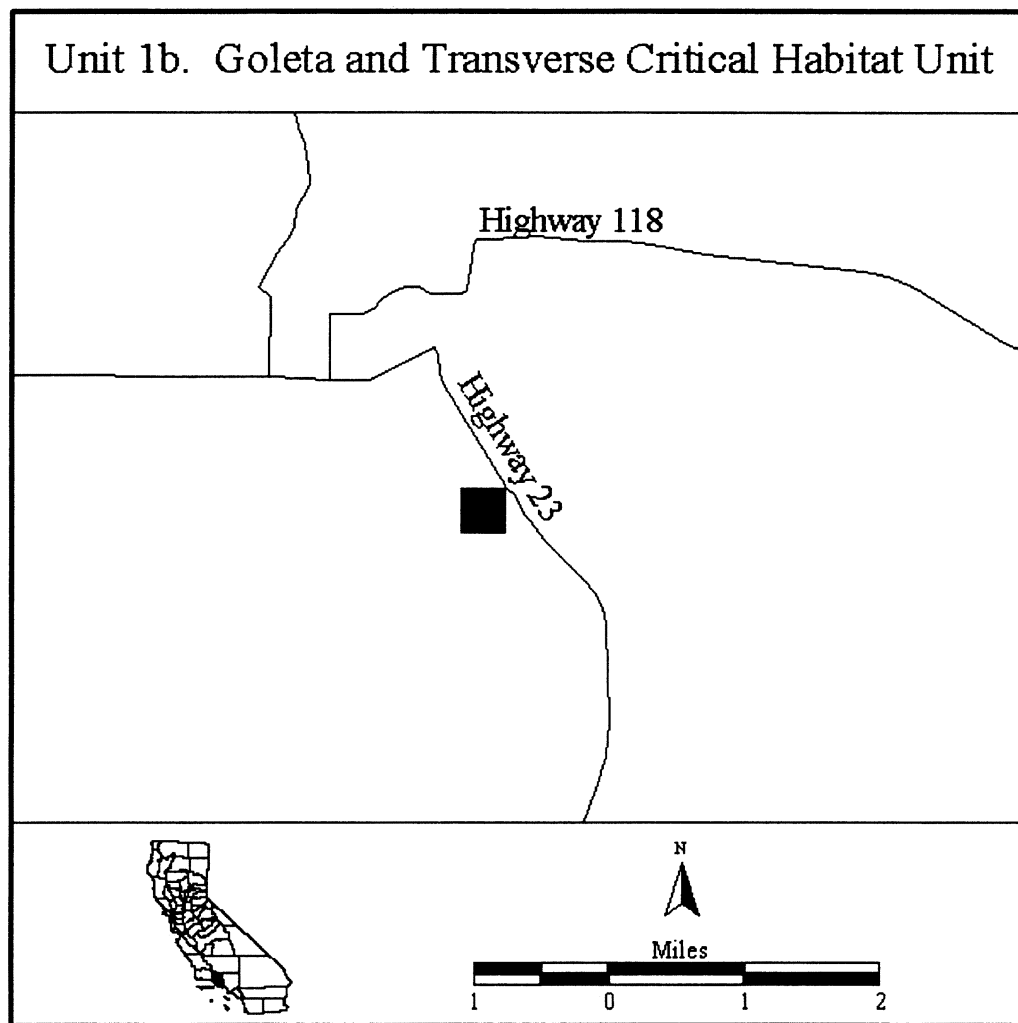 Unit 1b. Goleta and Transverse Critical Habitat Unit
Highway 118
Highway 23
N
Miles
1 0 1 2